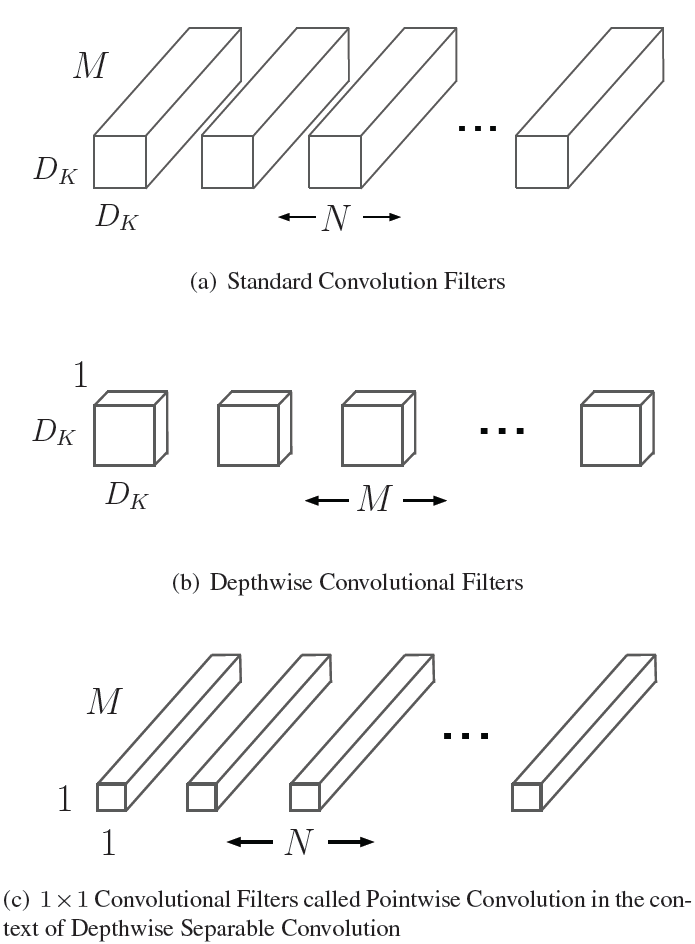 M
D_K
D_K
N
...
(a) Standard Convolution Filters
1
D_K
D_K
M
...
(b) Depthwise Convolutional Filters
M
1
1
N
...
(c) 1 × 1 Convolutional Filters called Pointwise Convolution in the con-
text of Depthwise Separable Convolution